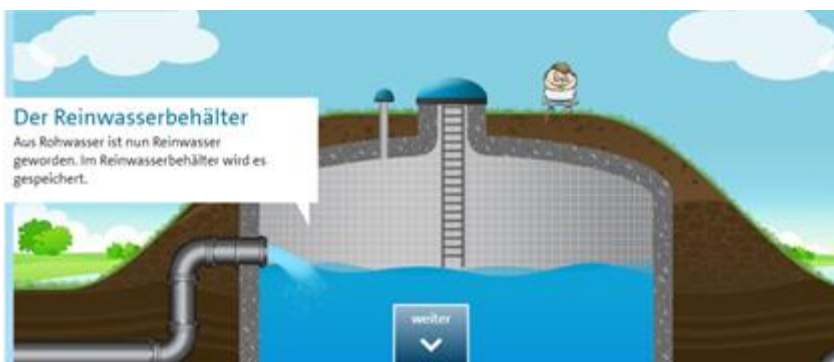 Der Reinwasserbehälter
Aus Rohwasser ist nun Reinwasser
geworden. Im Reinwasserbehälter wird es
gespeichert.
weiter